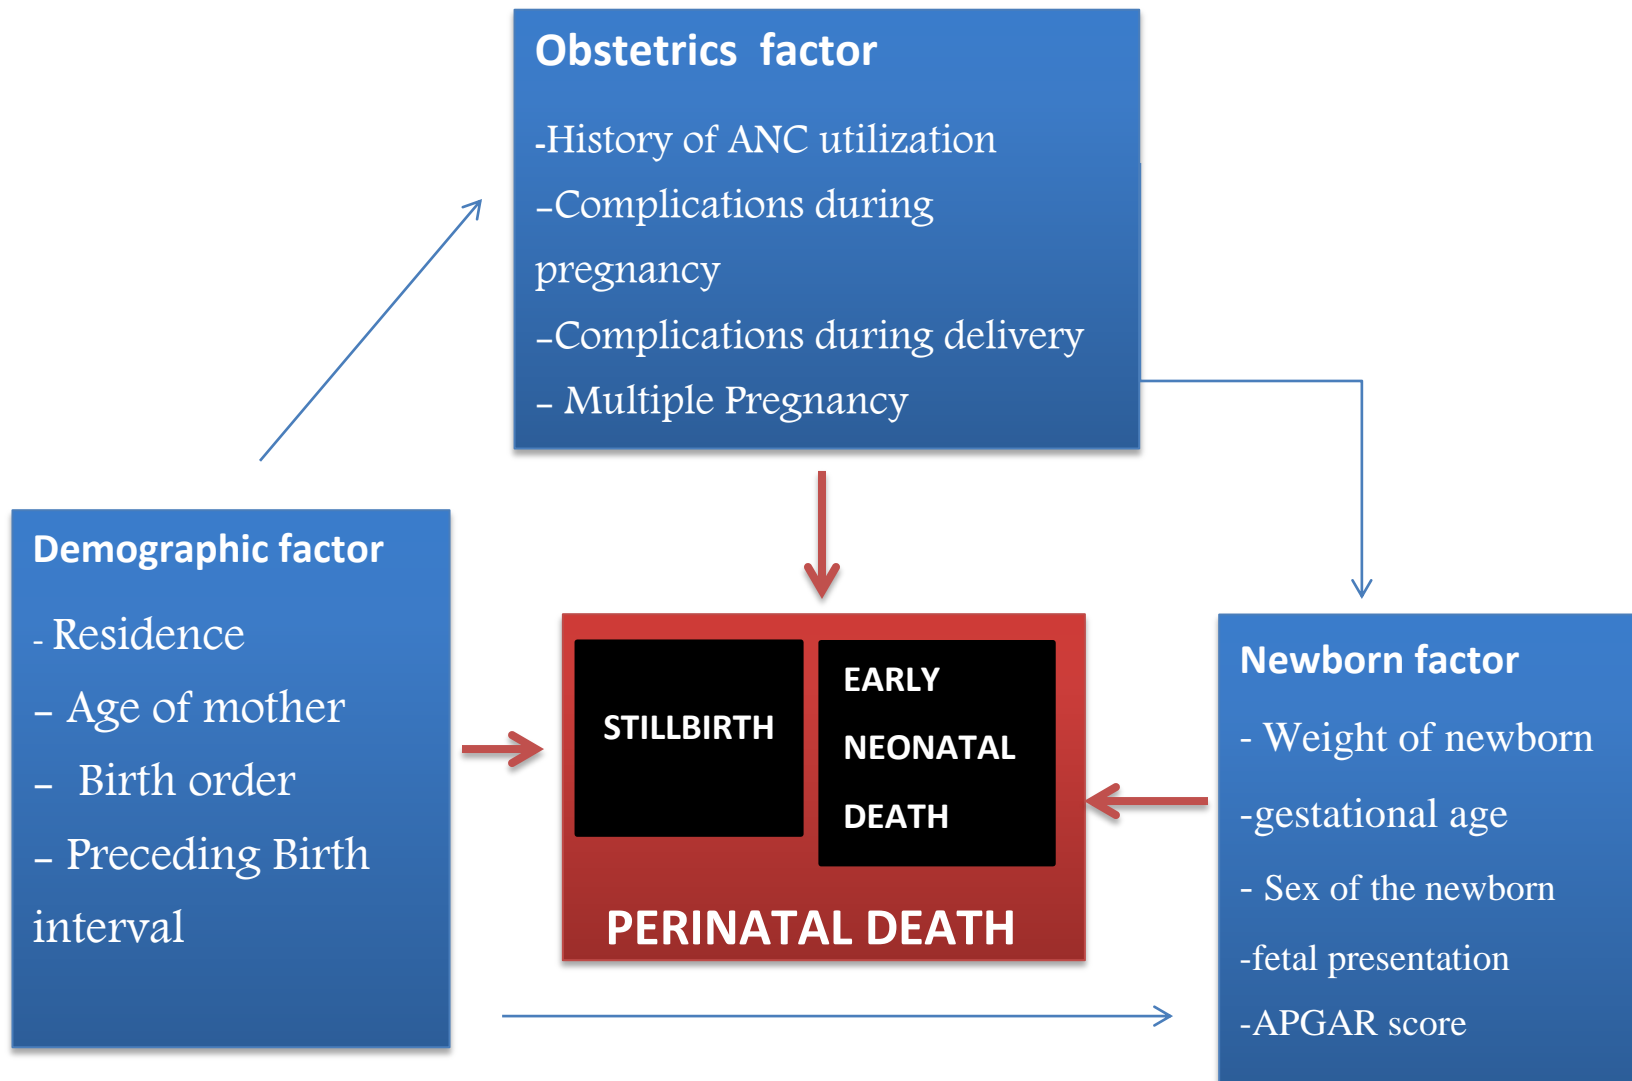 Obstetrics factor
-History of ANC utilization
-Complications during
pregnancy
-Complications during delivery
- Multiple Pregnancy
Demographic factor
- Residence
- Age of mother
- Birth order
- Preceding Birth
interval
STILLBIRTH
EARLY
NEONATAL
DEATH
PERINATAL DEATH
Newborn factor
- Weight of newborn
-gestational age
- Sex of the newborn
-fetal presentation
-APGAR score